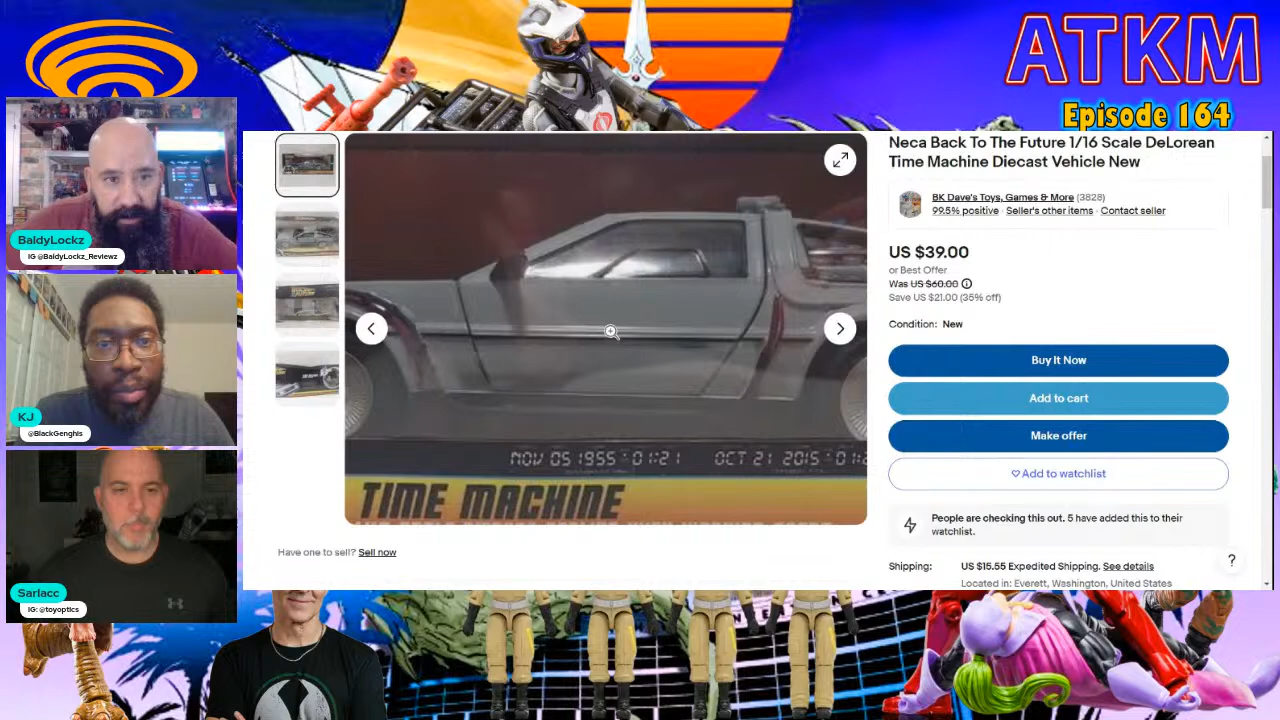 ATKM
Episode 164
BaldyLockz
IG @BaldyLockz_Reviewz
KJ
@BlackGenghis
Sarlacc
IG: @toyoptics
NOV 05 1955 01:21 OCT 21 2015
TIME MACHINE
Have one to sell? Sell now
Neca Back To The Future 1/16 Scale DeLorean
Time Machine Diecast Vehicle New
BK Dave's Toys, Games & More (3828)
99.5% positive · Seller's other items · Contact seller
US $39.00
or Best Offer
Was US $60.00
Save US $21.00 (35% off)
Condition: New
Buy It Now
Add to cart
Make offer
Add to watchlist
People are checking this out. 5 have added this to their
watchlist.
Shipping: US $15.55 Expedited Shipping. See details
Located in: Everett, Washington, United States
?